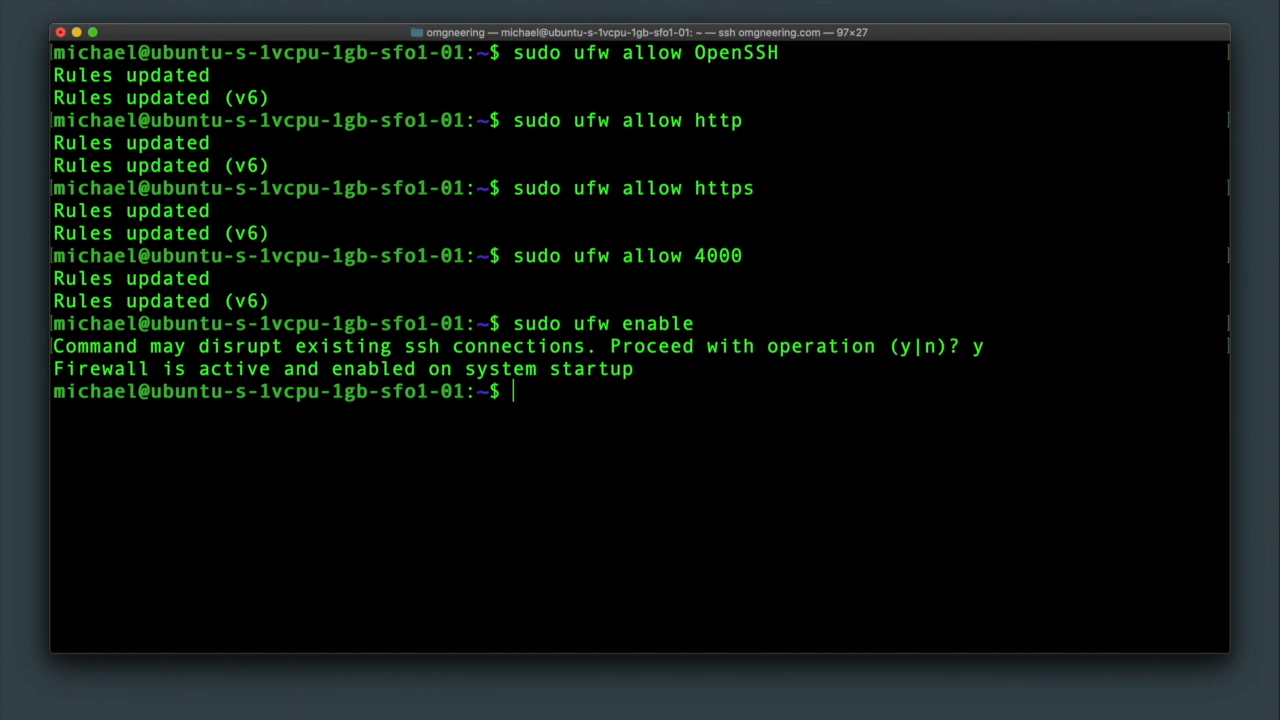 omgneering — michael@ubuntu-s-1vcpu-1gb-sfo1-01: ~ — ssh omgneering.com — 97×27
michael@ubuntu-s-1vcpu-1gb-sfo1-01:~$ sudo ufw allow OpenSSH
Rules updated
Rules updated (v6)
michael@ubuntu-s-1vcpu-1gb-sfo1-01:~$ sudo ufw allow http
Rules updated
Rules updated (v6)
michael@ubuntu-s-1vcpu-1gb-sfo1-01:~$ sudo ufw allow https
Rules updated
Rules updated (v6)
michael@ubuntu-s-1vcpu-1gb-sfo1-01:~$ sudo ufw allow 4000
Rules updated
Rules updated (v6)
michael@ubuntu-s-1vcpu-1gb-sfo1-01:~$ sudo ufw enable
Command may disrupt existing ssh connections. Proceed with operation (y|n)? y
Firewall is active and enabled on system startup
michael@ubuntu-s-1vcpu-1gb-sfo1-01:~$